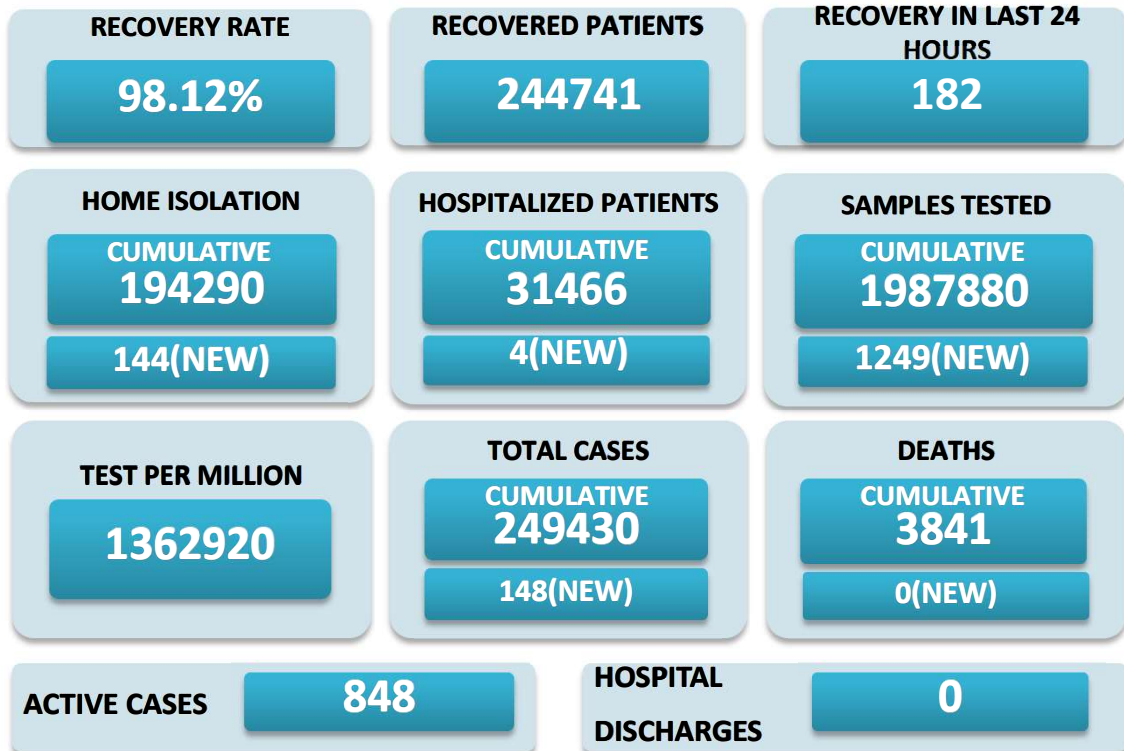 RECOVERY RATE
98.12%
RECOVERED PATIENTS
244741
RECOVERY IN LAST 24
HOURS
182
HOME ISOLATION
CUMULATIVE
194290
144(NEW)
HOSPITALIZED PATIENTS
CUMULATIVE
31466
4(NEW)
SAMPLES TESTED
CUMULATIVE
1987880
1249(NEW)
TEST PER MILLION
1362920
TOTAL CASES
CUMULATIVE
249430
148(NEW)
DEATHS
CUMULATIVE
3841
0(NEW)
ACTIVE CASES
848
HOSPITAL
DISCHARGES
0